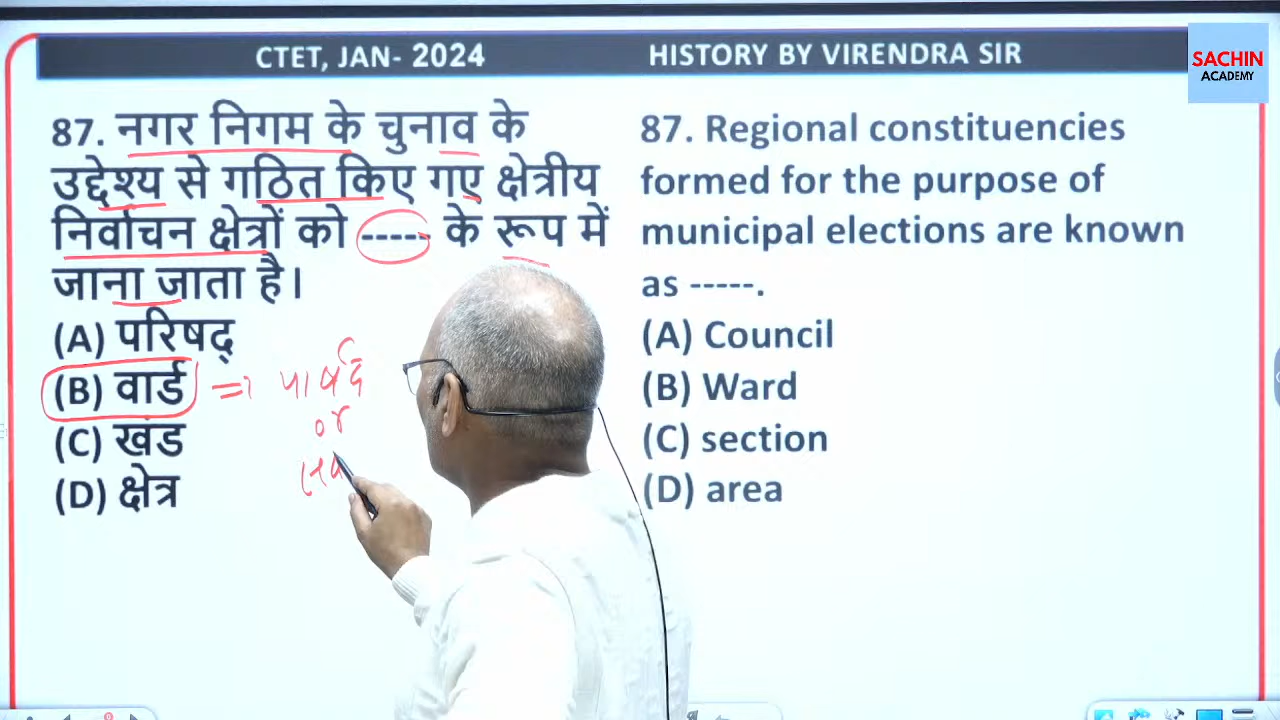 CTET, JAN- 2024
HISTORY BY VIRENDRA SIR
SACHIN
ACADEMY
87. नगर निगम के चुनाव के
उद्देश्य से गठित किए गए क्षेत्रीय
निर्वाचन क्षेत्रों को ----- के रूप में
जाना जाता है।
(A) परिषद्
(B) वार्ड
(C) खंड
(D) क्षेत्र
=> पार्षद
or
87. Regional constituencies
formed for the purpose of
municipal elections are known
as -----.
(A) Council
(B) Ward
(C) section
(D) area